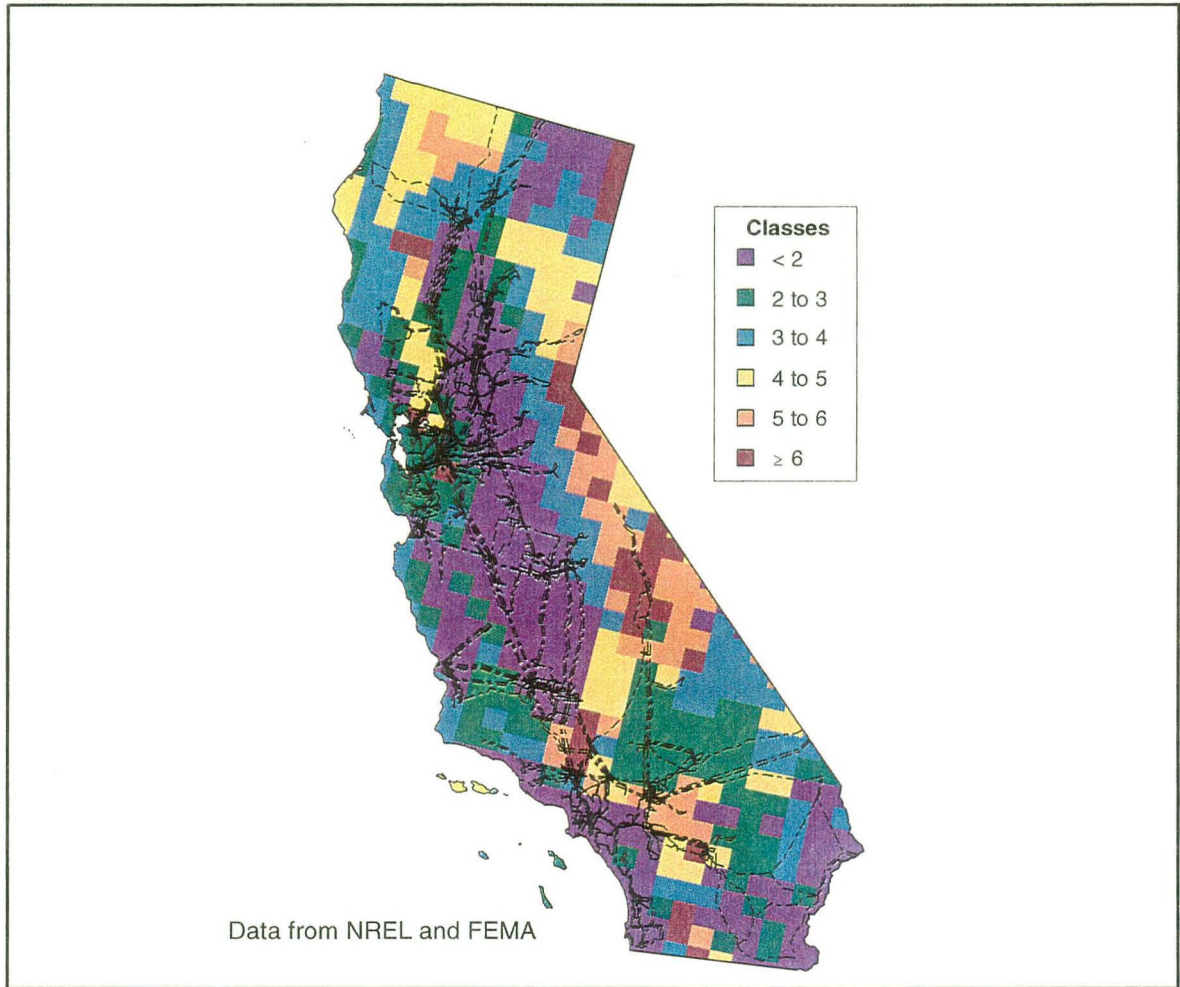 Classes
< 2
2 to 3
3 to 4
4 to 5
5 to 6
≥ 6
Data from NREL and FEMA